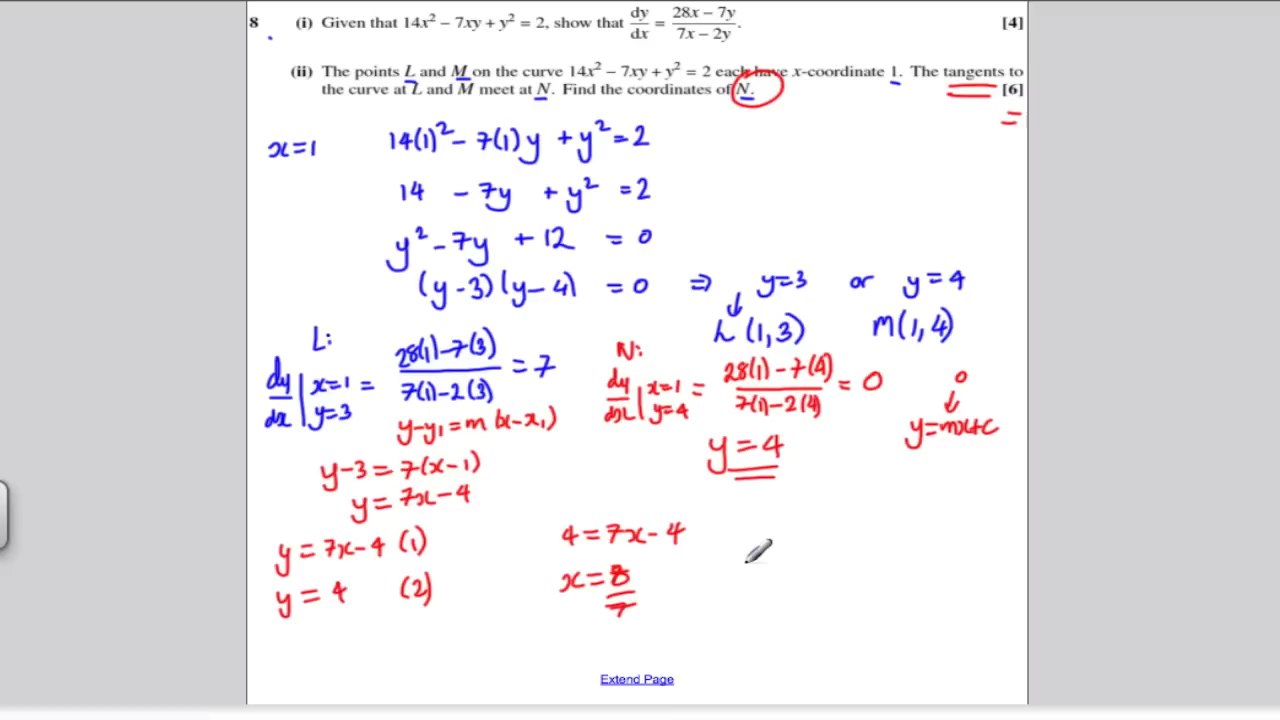 8 (i) Given that 14x² − 7xy + y² = 2, show that dy/dx = (28x − 7y)/(7x − 2y). [4]
(ii) The points L and M on the curve 14x² − 7xy + y² = 2 each have x-coordinate 1. The tangents to
the curve at L and M meet at N. Find the coordinates of N. [6]
x=1 14(1)² − 7(1)y + y² = 2
14 − 7y + y² = 2
y² − 7y + 12 = 0
(y−3)(y−4) = 0 ⇒ y=3 or y=4
↓
L(1,3) M(1,4)
L:
dy/dx | x=1 y=3 = (28(1)−7(3))/(7(1)−2(3)) = 7
N:
dy/dx | x=1 y=4 = (28(1)−7(4))/(7(1)−2(4)) = 0
0
↓
y=mx+c
y−y₁=m(x−x₁)
y=4
y−3=7(x−1)
y=7x−4
y=7x−4 (1)
y=4 (2)
4=7x−4
x=8/7
Extend Page